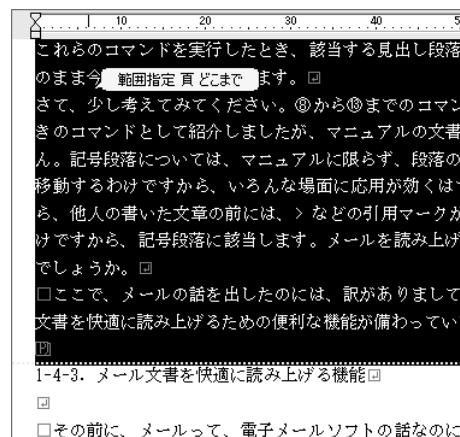 10 20 30 40 5
これらのコマンドを実行したとき、該当する見出し段落
のまま今 範囲指定 頁 どこまで ます。
さて、少し考えてみてください。⑧から⑬までのコマン
きのコマンドとして紹介しましたが、マニュアルの文書
ん。記号段落については、マニュアルに限らず、段落の
移動するわけですから、いろんな場面に応用が効くは
ら、他人の書いた文章の前には、> などの引用マークが
けですから、記号段落に該当します。メールを読み上げ
でしょうか。
□ここで、メールの話を出したのには、訳がありまして
文書を快適に読み上げるための便利な機能が備わってい
P
1-4-3. メール文書を快適に読み上げる機能
□その前に、メールって、電子メールソフトの話なのに